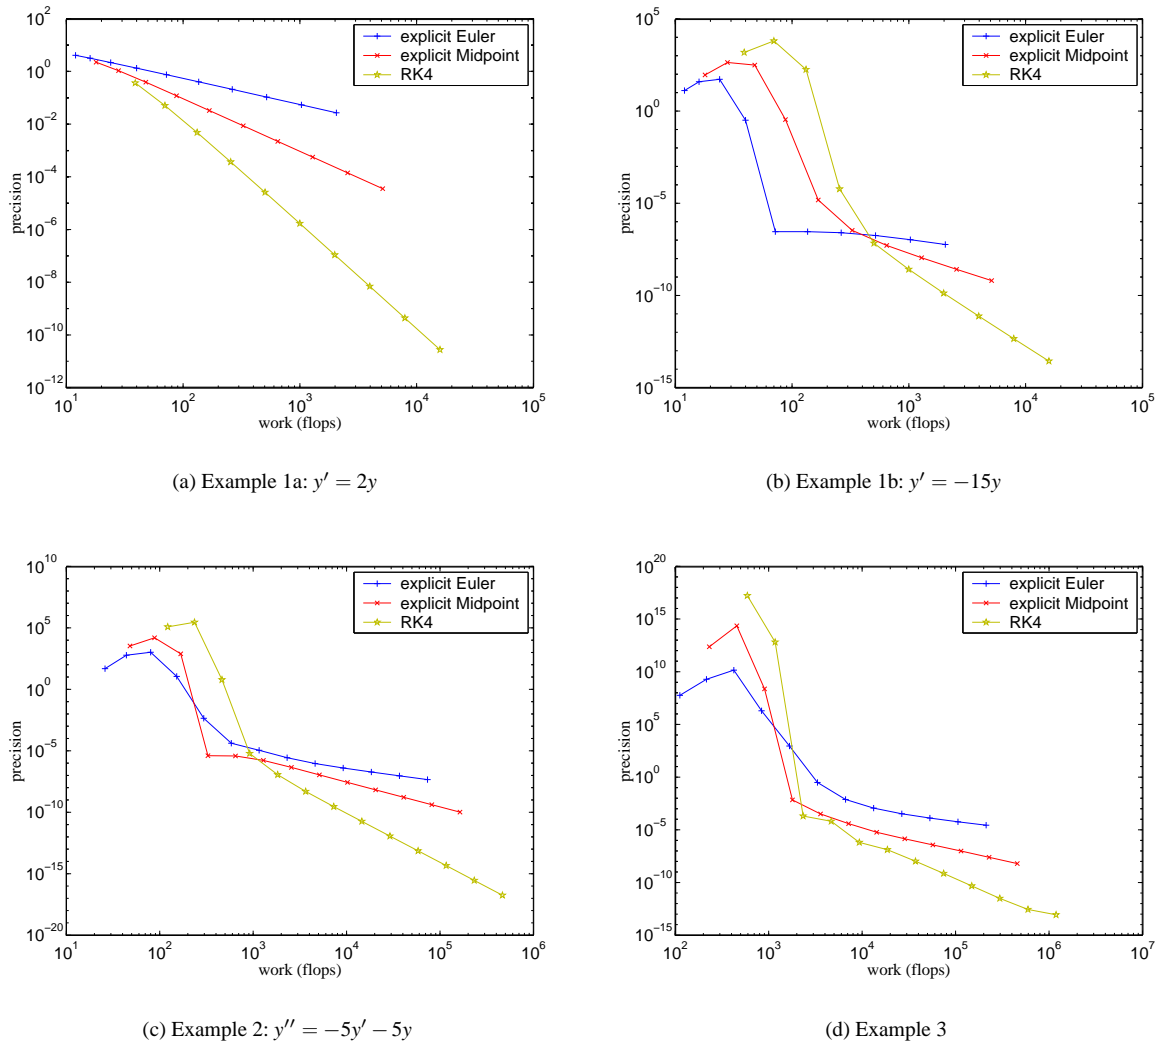 10^2
10^0
10^−2
10^−4
10^−6
10^−8
10^−10
10^−12
precision
10^1 10^2 10^3 10^4 10^5
work (flops)
explicit Euler
explicit Midpoint
RK4
(a) Example 1a: y′ = 2y
10^5
10^0
10^−5
10^−10
10^−15
precision
10^1 10^2 10^3 10^4 10^5
work (flops)
explicit Euler
explicit Midpoint
RK4
(b) Example 1b: y′ = −15y
10^10
10^5
10^0
10^−5
10^−10
10^−15
10^−20
precision
10^1 10^2 10^3 10^4 10^5 10^6
work (flops)
explicit Euler
explicit Midpoint
RK4
(c) Example 2: y′′ = −5y′ − 5y
10^20
10^15
10^10
10^5
10^0
10^−5
10^−10
10^−15
precision
10^2 10^3 10^4 10^5 10^6 10^7
work (flops)
explicit Euler
explicit Midpoint
RK4
(d) Example 3